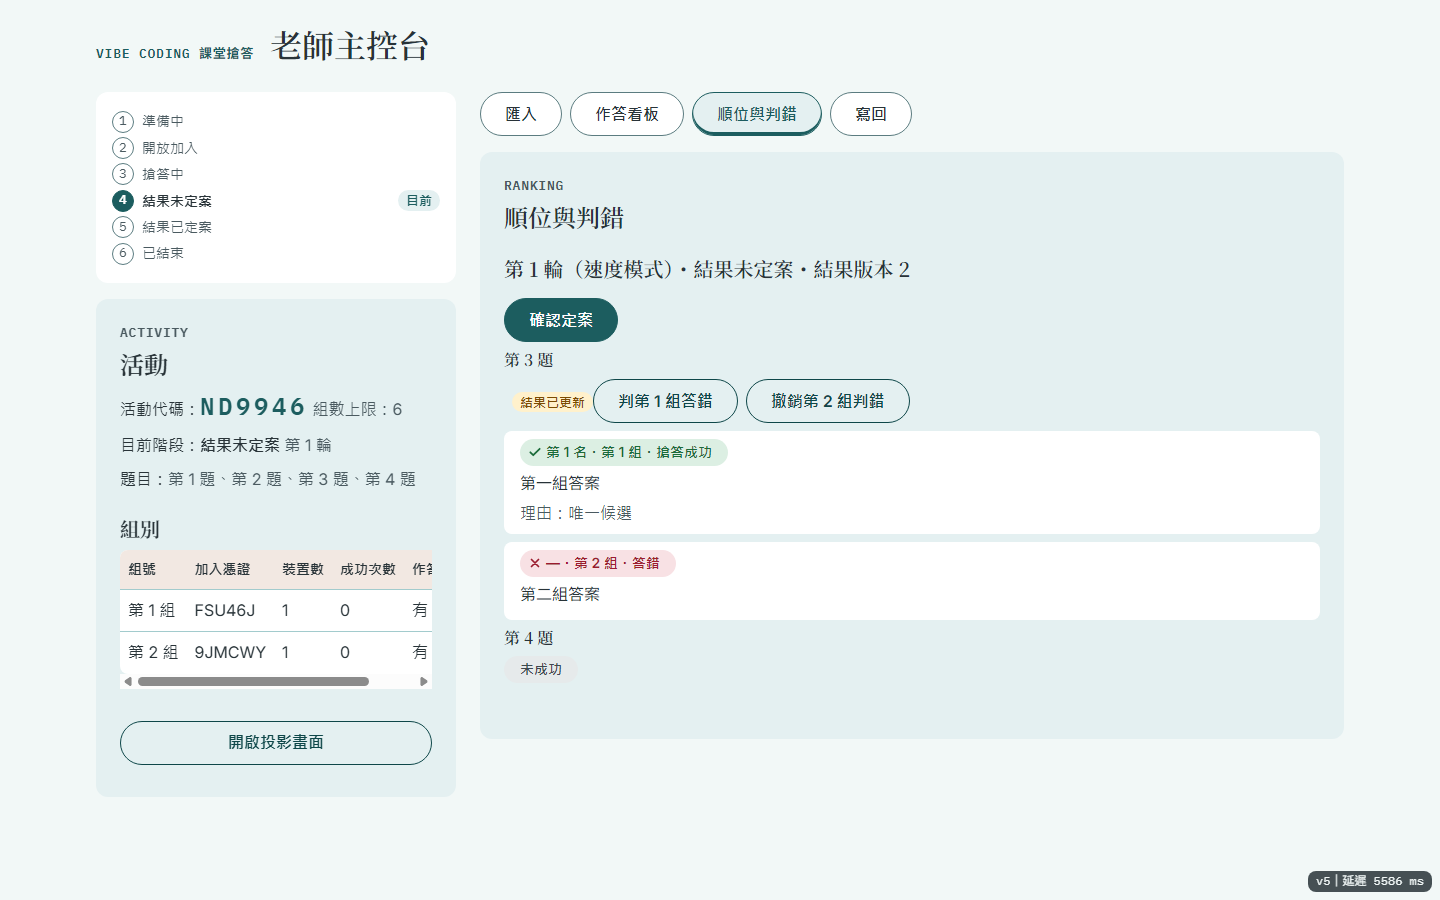 VIBE CODING 課堂搶答 老師主控台
1 準備中
2 開放加入
3 搶答中
4 結果未定案 目前
5 結果已定案
6 已結束
ACTIVITY
活動
活動代碼：ND9946 組數上限：6
目前階段：結果未定案 第 1 輪
題目：第 1 題、第 2 題、第 3 題、第 4 題
組別
組號 加入憑證 裝置數 成功次數 作
第 1 組 FSU46J 1 0 有
第 2 組 9JMCWY 1 0 有
開啟投影畫面
匯入 作答看板 順位與判錯 寫回
RANKING
順位與判錯
第 1 輪（速度模式）・結果未定案・結果版本 2
確認定案
第 3 題
結果已更新 判第 1 組答錯 撤銷第 2 組判錯
第 1 名・第 1 組・搶答成功
第一組答案
理由：唯一候選
—・第 2 組・答錯
第二組答案
第 4 題
未成功
v5 | 延遲 5586 ms